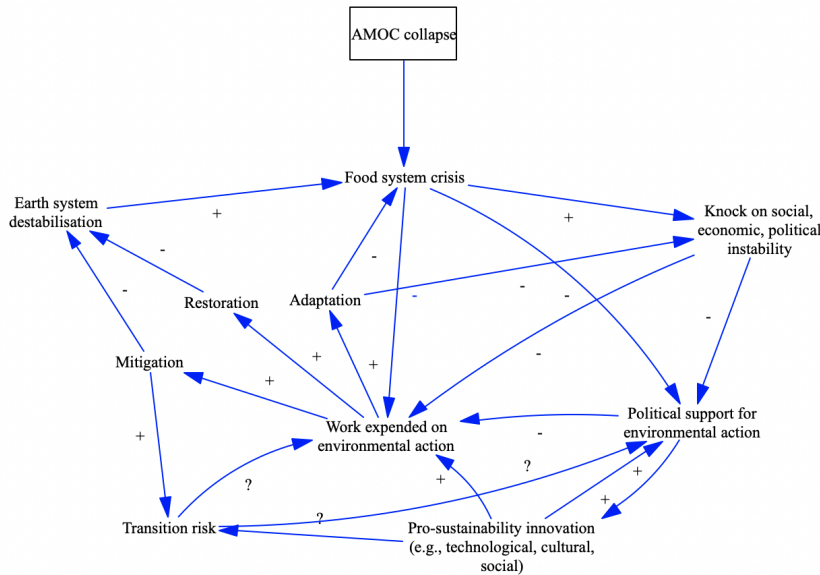 AMOC collapse
Food system crisis
Earth system
destabilisation
+
+
Knock on social,
economic, political
instability
-
-
Restoration
Adaptation
-
-
-
-
-
-
Mitigation
+
+
+
-
Work expended on
environmental action
-
Political support for
environmental action
+
?
?
+
+
+
?
Transition risk
Pro-sustainability innovation
(e.g., technological, cultural,
social)